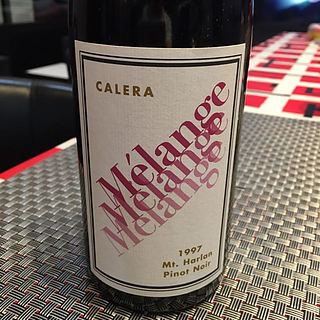 CALERA
Mélange
Mélange
Mélange
1997
Mt. Harlan
Pinot Noir